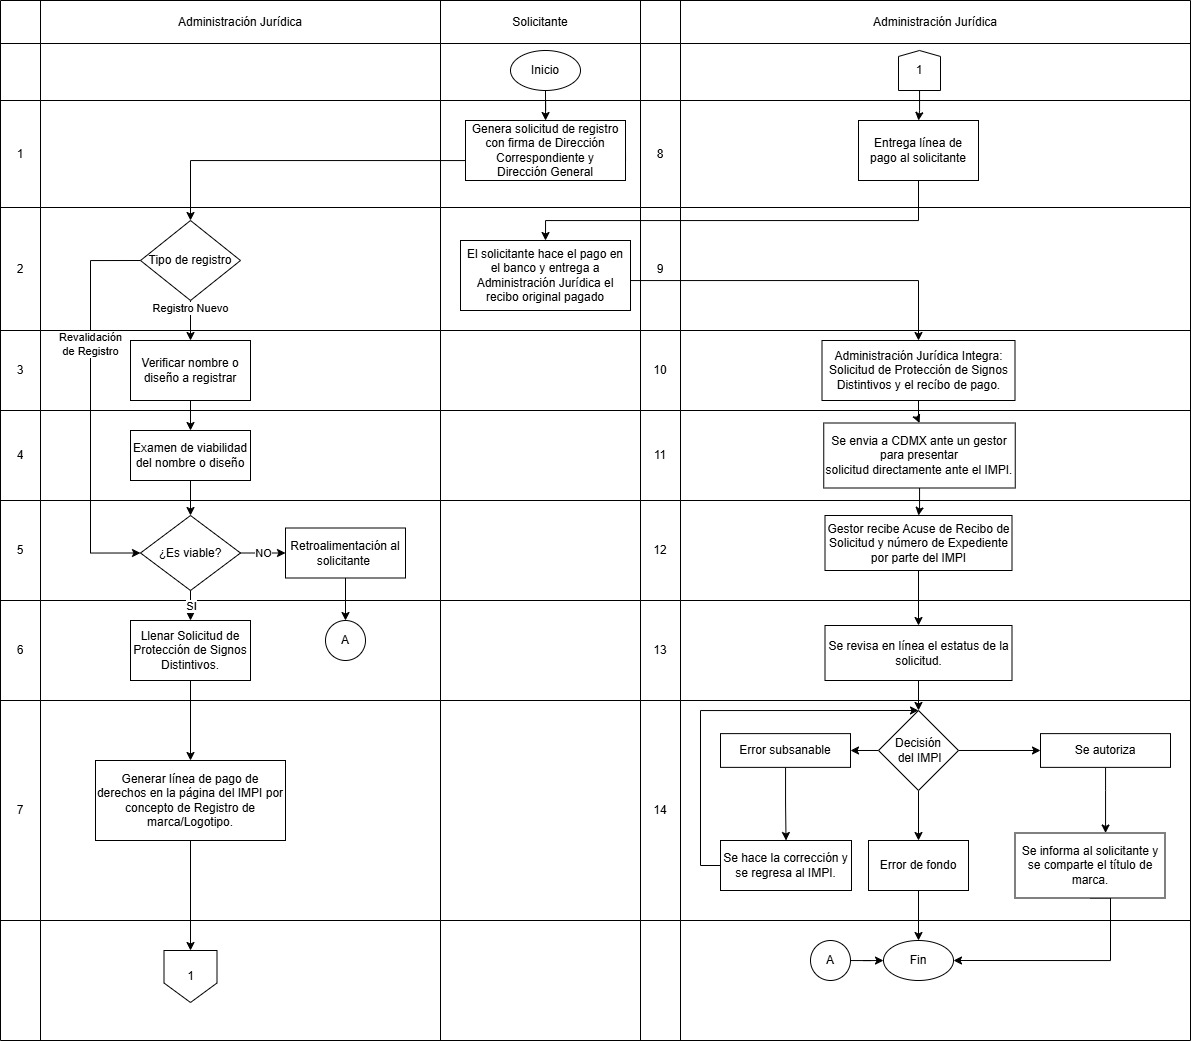 Administración Jurídica
Solicitante
Administración Jurídica
Inicio
1
1
Genera solicitud de registro
con firma de Dirección
Correspondiente y
Dirección General
8
Entrega línea de
pago al solicitante
2
Tipo de registro
Registro Nuevo
Revalidación
de Registro
El solicitante hace el pago en
el banco y entrega a
Administración Jurídica el
recibo original pagado
9
3
Verificar nombre o
diseño a registrar
10
Administración Jurídica Integra:
Solicitud de Protección de Signos
Distintivos y el recíbo de pago.
4
Examen de viabilidad
del nombre o diseño
11
Se envia a CDMX ante un gestor
para presentar
solicitud directamente ante el IMPI.
5
¿Es viable?
NO
Retroalimentación al
solicitante
SI
12
Gestor recibe Acuse de Recibo de
Solicitud y número de Expediente
por parte del IMPI
6
Llenar Solicitud de
Protección de Signos
Distintivos.
A
13
Se revisa en línea el estatus de la
solicitud.
7
Generar línea de pago de
derechos en la página del IMPI por
concepto de Registro de
marca/Logotipo.
14
Error subsanable
Decisión
del IMPI
Se autoriza
Se hace la corrección y
se regresa al IMPI.
Error de fondo
Se informa al solicitante y
se comparte el título de
marca.
1
A
Fin